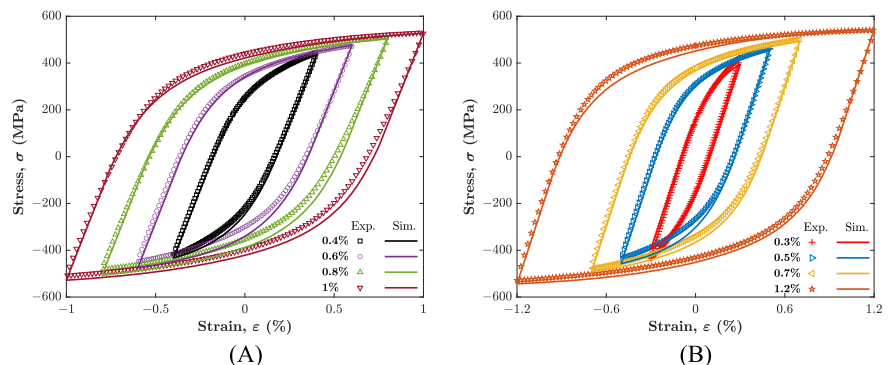 600
400
200
0
−200
−400
−600
Stress, σ (MPa)
Exp. Sim.
0.4%
0.6%
0.8%
1%
−1 −0.5 0 0.5 1
Strain, ε (%)
(A)
600
400
200
0
−200
−400
−600
Stress, σ (MPa)
Exp. Sim.
0.3%
0.5%
0.7%
1.2%
−1.2 −0.6 0 0.6 1.2
Strain, ε (%)
(B)